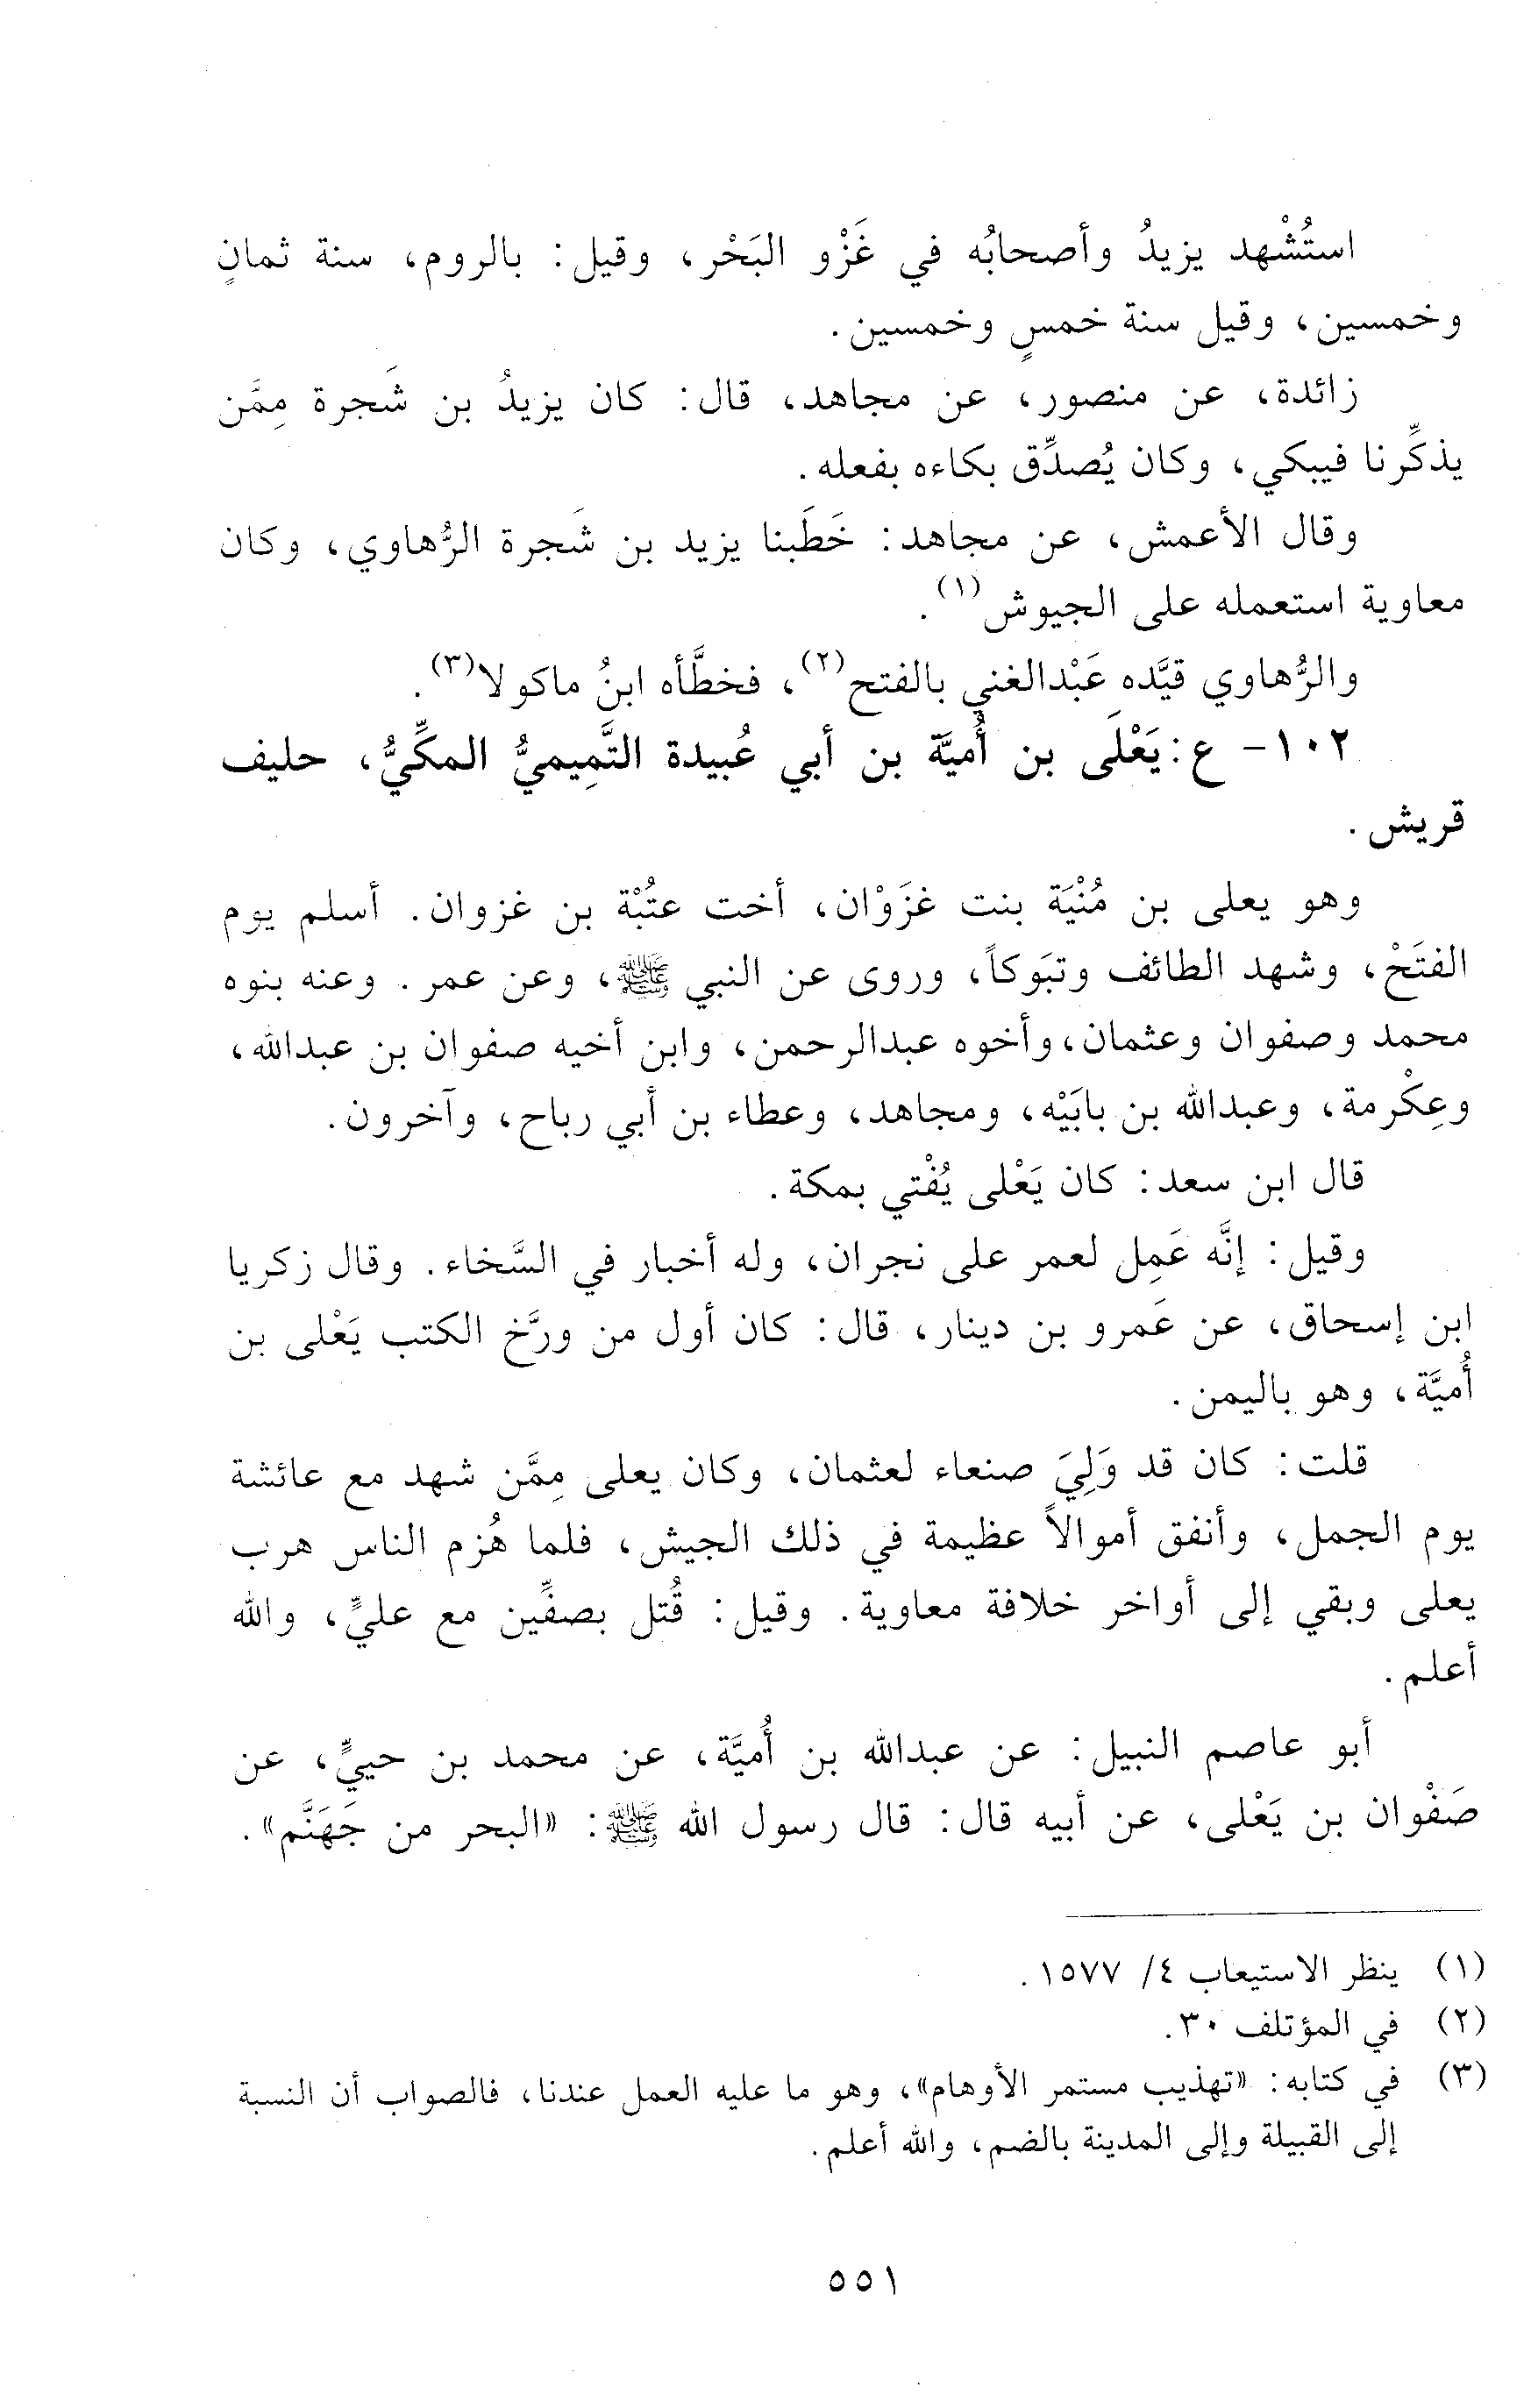 استُشْهد يزيدُ وأصحابُه في غَزْو البَحْر، وقيل: بالروم، سنة ثمانٍ
وخمسين، وقيل سنة خمسٍ وخمسين.
زائدة، عن منصور، عن مجاهد، قال: كان يزيدُ بن شَجرة مِمَّن
يذكِّرنا فيبكي، وكان يُصدِّق بكاءه بفعله.
وقال الأعمش، عن مجاهد: خَطَبنا يزيد بن شَجرة الرُّهاوي، وكان
معاوية استعمله على الجيوش(١).
والرُّهاوي قيَّده عَبْدالغني بالفتح(٢)، فخطَّأه ابنُ ماكولا(٣).
١٠٢- ع: يَعْلَى بن أُميَّة بن أبي عُبيدة التَّمِيميُّ المكِّيُّ، حليف
قريش.
وهو يعلى بن مُنْيَة بنت غزَوْان، أخت عتُبْة بن غزوان. أسلم يوم
الفتَحْ، وشهد الطائف وتبَوكاً، وروى عن النبي ﷺ، وعن عمر. وعنه بنوه
محمد وصفوان وعثمان، وأخوه عبدالرحمن، وابن أخيه صفوان بن عبدالله،
وعِكْرمة، وعبدالله بن بابَيْه، ومجاهد، وعطاء بن أبي رباح، وآخرون.
قال ابن سعد: كان يَعْلى يُفْتي بمكة.
وقيل: إنَّه عَمِل لعمر على نجران، وله أخبار في السَّخاء. وقال زكريا
ابن إسحاق، عن عَمرو بن دينار، قال: كان أول من ورَّخ الكتب يَعْلى بن
أُميَّة، وهو باليمن.
قلت: كان قد وَلِيَ صنعاء لعثمان، وكان يعلى مِمَّن شهد مع عائشة
يوم الجمل، وأنفق أموالاً عظيمة في ذلك الجيش، فلما هُزم الناس هرب
يعلى وبقي إلى أواخر خلافة معاوية. وقيل: قُتل بصفِّين مع عليٍّ، والله
أعلم.
أبو عاصم النبيل: عن عبدالله بن أُميَّة، عن محمد بن حييٍّ، عن
صَفْوان بن يَعْلى، عن أبيه قال: قال رسول الله ﷺ: «البحر من جَهَنَّم».
(١) ينظر الاستيعاب ٤/ ١٥٧٧.
(٢) في المؤتلف ٣٠.
(٣) في كتابه: «تهذيب مستمر الأوهام»، وهو ما عليه العمل عندنا، فالصواب أن النسبة
إلى القبيلة وإلى المدينة بالضم، والله أعلم.
٥٥١